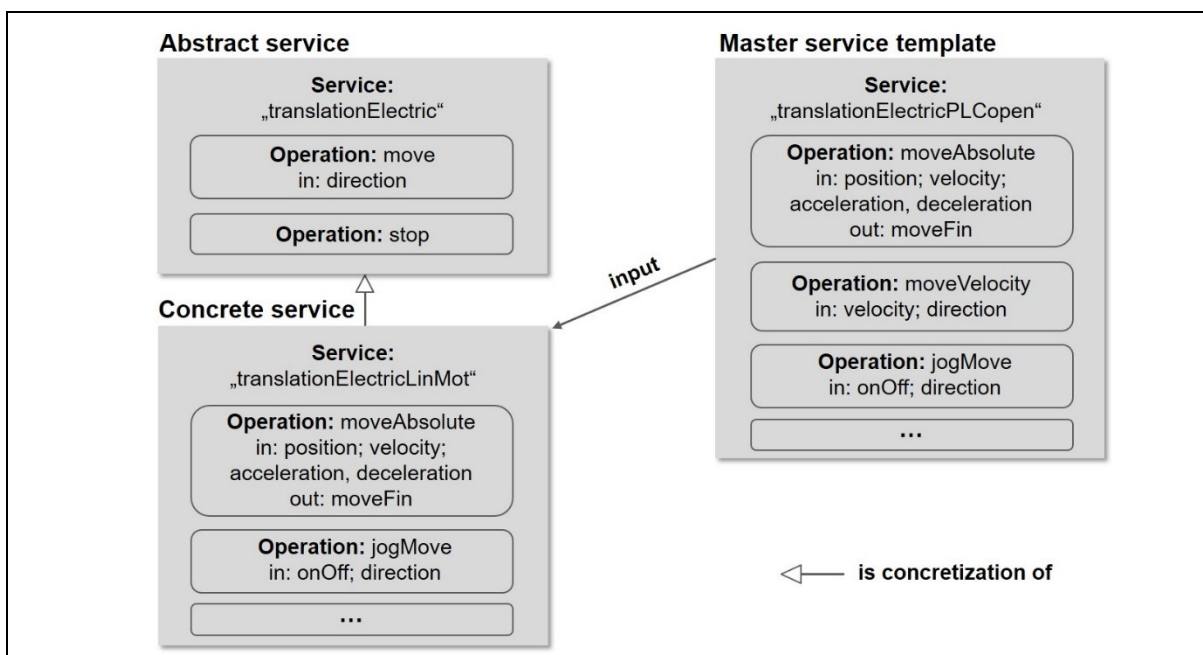 Abstract service
Service:
„translationElectric“
Operation: move
in: direction
Operation: stop
Concrete service
Service:
„translationElectricLinMot“
Operation: moveAbsolute
in: position; velocity;
acceleration, deceleration
out: moveFin
Operation: jogMove
in: onOff; direction
...
input
Master service template
Service:
„translationElectricPLCopen“
Operation: moveAbsolute
in: position; velocity;
acceleration, deceleration
out: moveFin
Operation: moveVelocity
in: velocity; direction
Operation: jogMove
in: onOff; direction
...
is concretization of